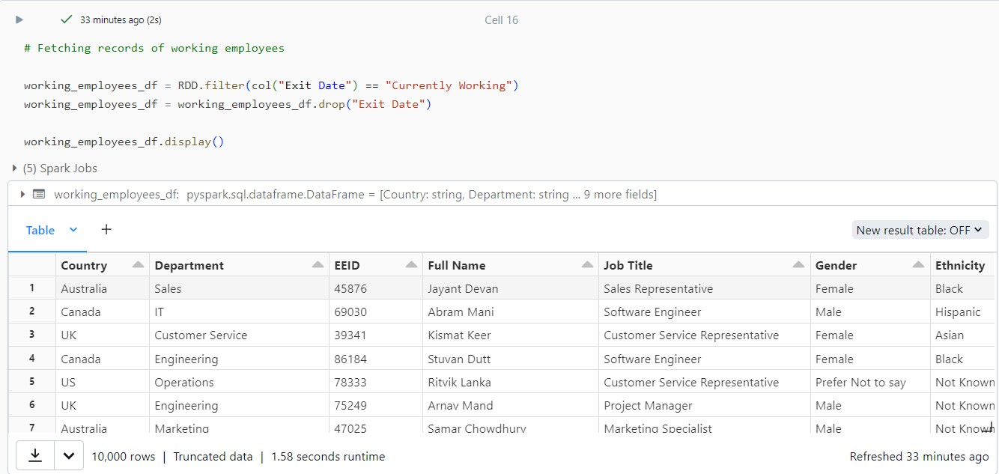 33 minutes ago (2s)
Cell 16
# Fetching records of working employees
working_employees_df = RDD.filter(col("Exit Date") == "Currently Working")
working_employees_df = working_employees_df.drop("Exit Date")
working_employees_df.display()
(5) Spark Jobs
working_employees_df: pyspark.sql.dataframe.DataFrame = [Country: string, Department: string ... 9 more fields]
Table +
New result table: OFF
Country Department EEID Full Name Job Title Gender Ethnicity
1 Australia Sales 45876 Jayant Devan Sales Representative Female Black
2 Canada IT 69030 Abram Mani Software Engineer Male Hispanic
3 UK Customer Service 39341 Kismat Keer Customer Service Representative Female Asian
4 Canada Engineering 86184 Stuvan Dutt Software Engineer Female Black
5 US Operations 78333 Ritvik Lanka Customer Service Representative Prefer Not to say Not Known
6 UK Engineering 75249 Arnav Mand Project Manager Male Not Known
7 Australia Marketing 47025 Samar Chowdhury Marketing Specialist Male Not Known
10,000 rows | Truncated data | 1.58 seconds runtime
Refreshed 33 minutes ago